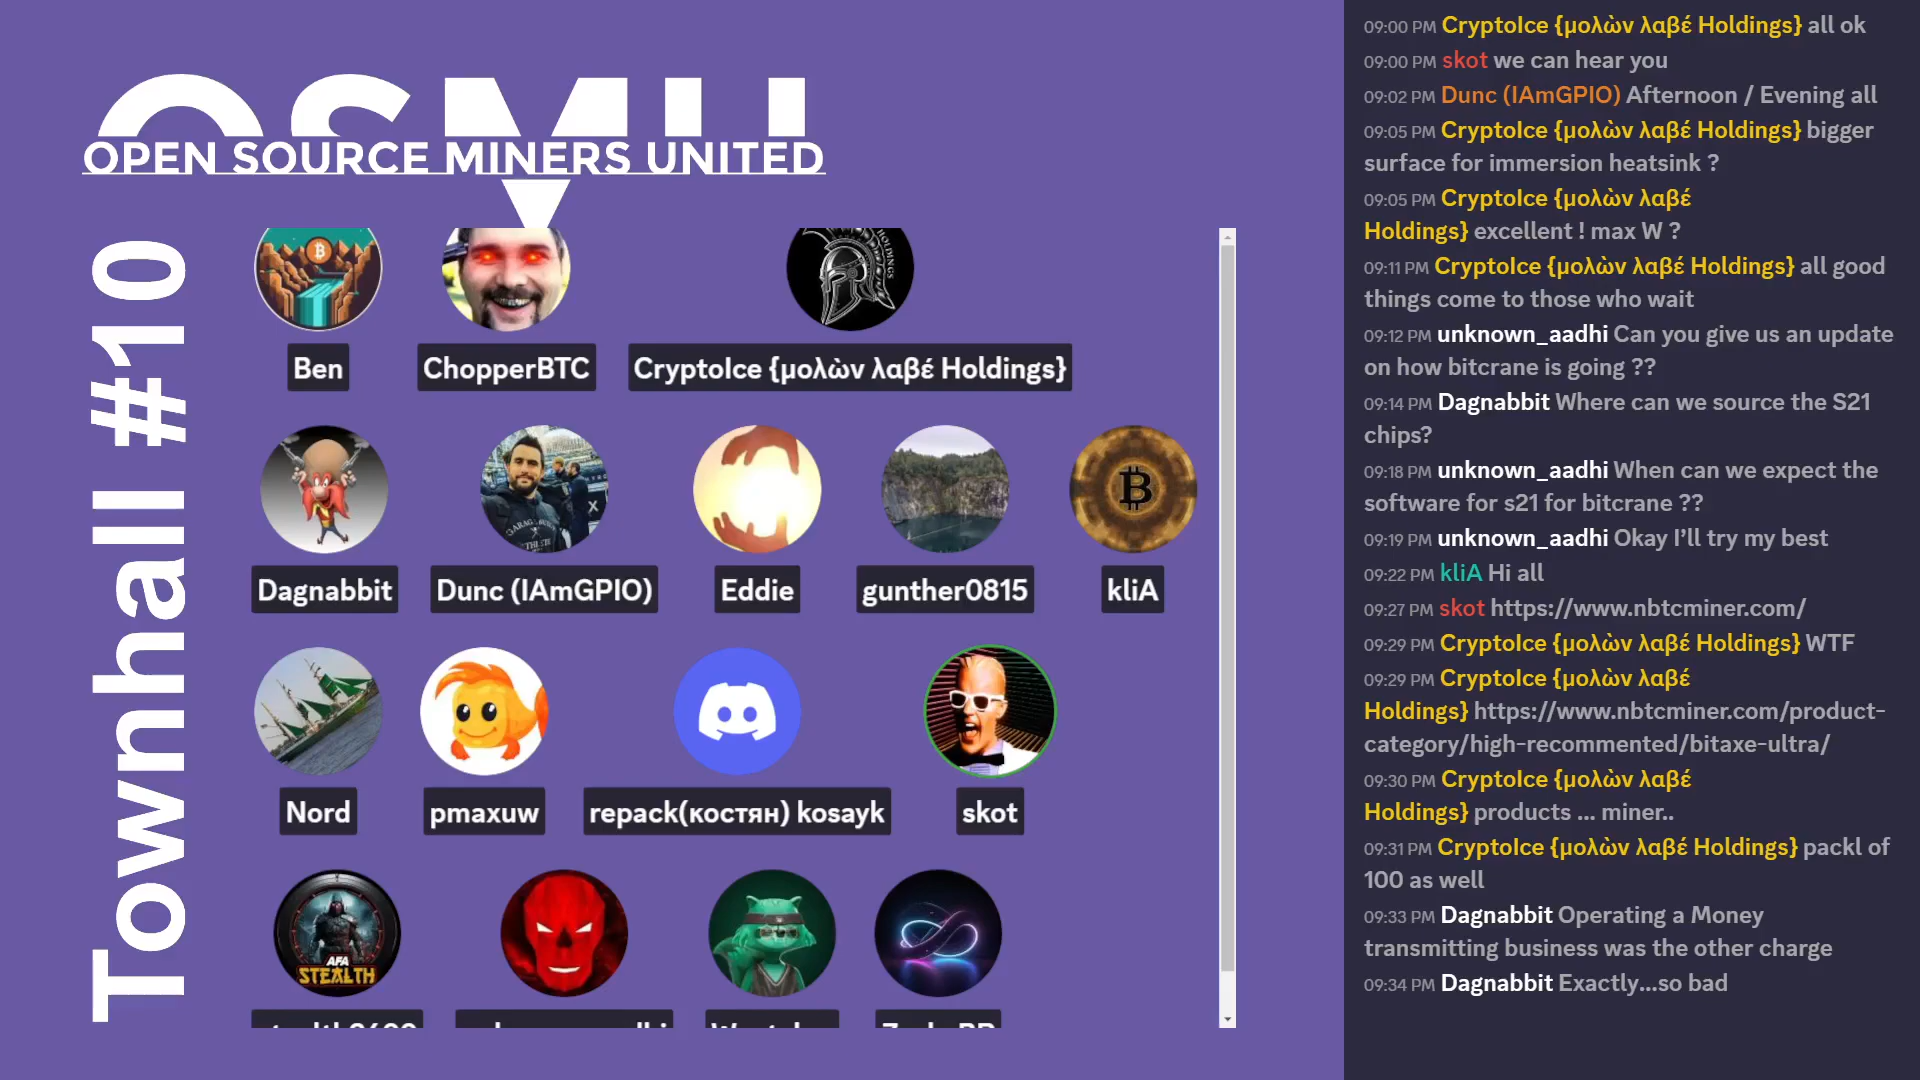 OSMU
OPEN SOURCE MINERS UNITED
Townhall #10
Ben
ChopperBTC
CryptoIce {μολὼν λαβέ Holdings}
Dagnabbit
Dunc (IAmGPIO)
Eddie
gunther0815
kliA
Nord
pmaxuw
repack(костян) kosayk
skot
AFA
STEALTH
09:00 PM CryptoIce {μολὼν λαβέ Holdings} all ok
09:00 PM skot we can hear you
09:02 PM Dunc (IAmGPIO) Afternoon / Evening all
09:05 PM CryptoIce {μολὼν λαβέ Holdings} bigger
surface for immersion heatsink ?
09:05 PM CryptoIce {μολὼν λαβέ
Holdings} excellent ! max W ?
09:11 PM CryptoIce {μολὼν λαβέ Holdings} all good
things come to those who wait
09:12 PM unknown_aadhi Can you give us an update
on how bitcrane is going ??
09:14 PM Dagnabbit Where can we source the S21
chips?
09:18 PM unknown_aadhi When can we expect the
software for s21 for bitcrane ??
09:19 PM unknown_aadhi Okay I’ll try my best
09:22 PM kliA Hi all
09:27 PM skot https://www.nbtcminer.com/
09:29 PM CryptoIce {μολὼν λαβέ Holdings} WTF
09:29 PM CryptoIce {μολὼν λαβέ
Holdings} https://www.nbtcminer.com/product-
category/high-recommented/bitaxe-ultra/
09:30 PM CryptoIce {μολὼν λαβέ
Holdings} products ... miner..
09:31 PM CryptoIce {μολὼν λαβέ Holdings} packl of
100 as well
09:33 PM Dagnabbit Operating a Money
transmitting business was the other charge
09:34 PM Dagnabbit Exactly...so bad